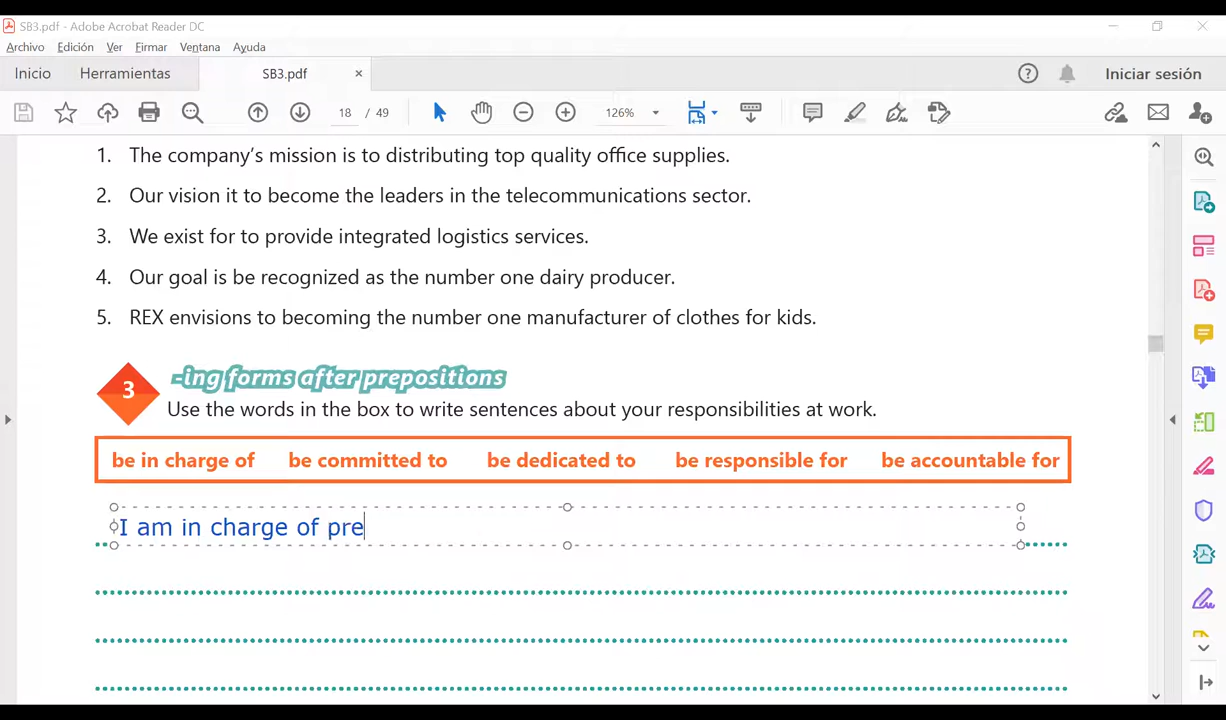 SB3.pdf - Adobe Acrobat Reader DC
Archivo Edición Ver Firmar Ventana Ayuda
Inicio Herramientas SB3.pdf × Iniciar sesión
18 / 49 126%
1. The company's mission is to distributing top quality office supplies.
2. Our vision it to become the leaders in the telecommunications sector.
3. We exist for to provide integrated logistics services.
4. Our goal is be recognized as the number one dairy producer.
5. REX envisions to becoming the number one manufacturer of clothes for kids.
-ing forms after prepositions
3
Use the words in the box to write sentences about your responsibilities at work.
be in charge of be committed to be dedicated to be responsible for be accountable for
I am in charge of pre